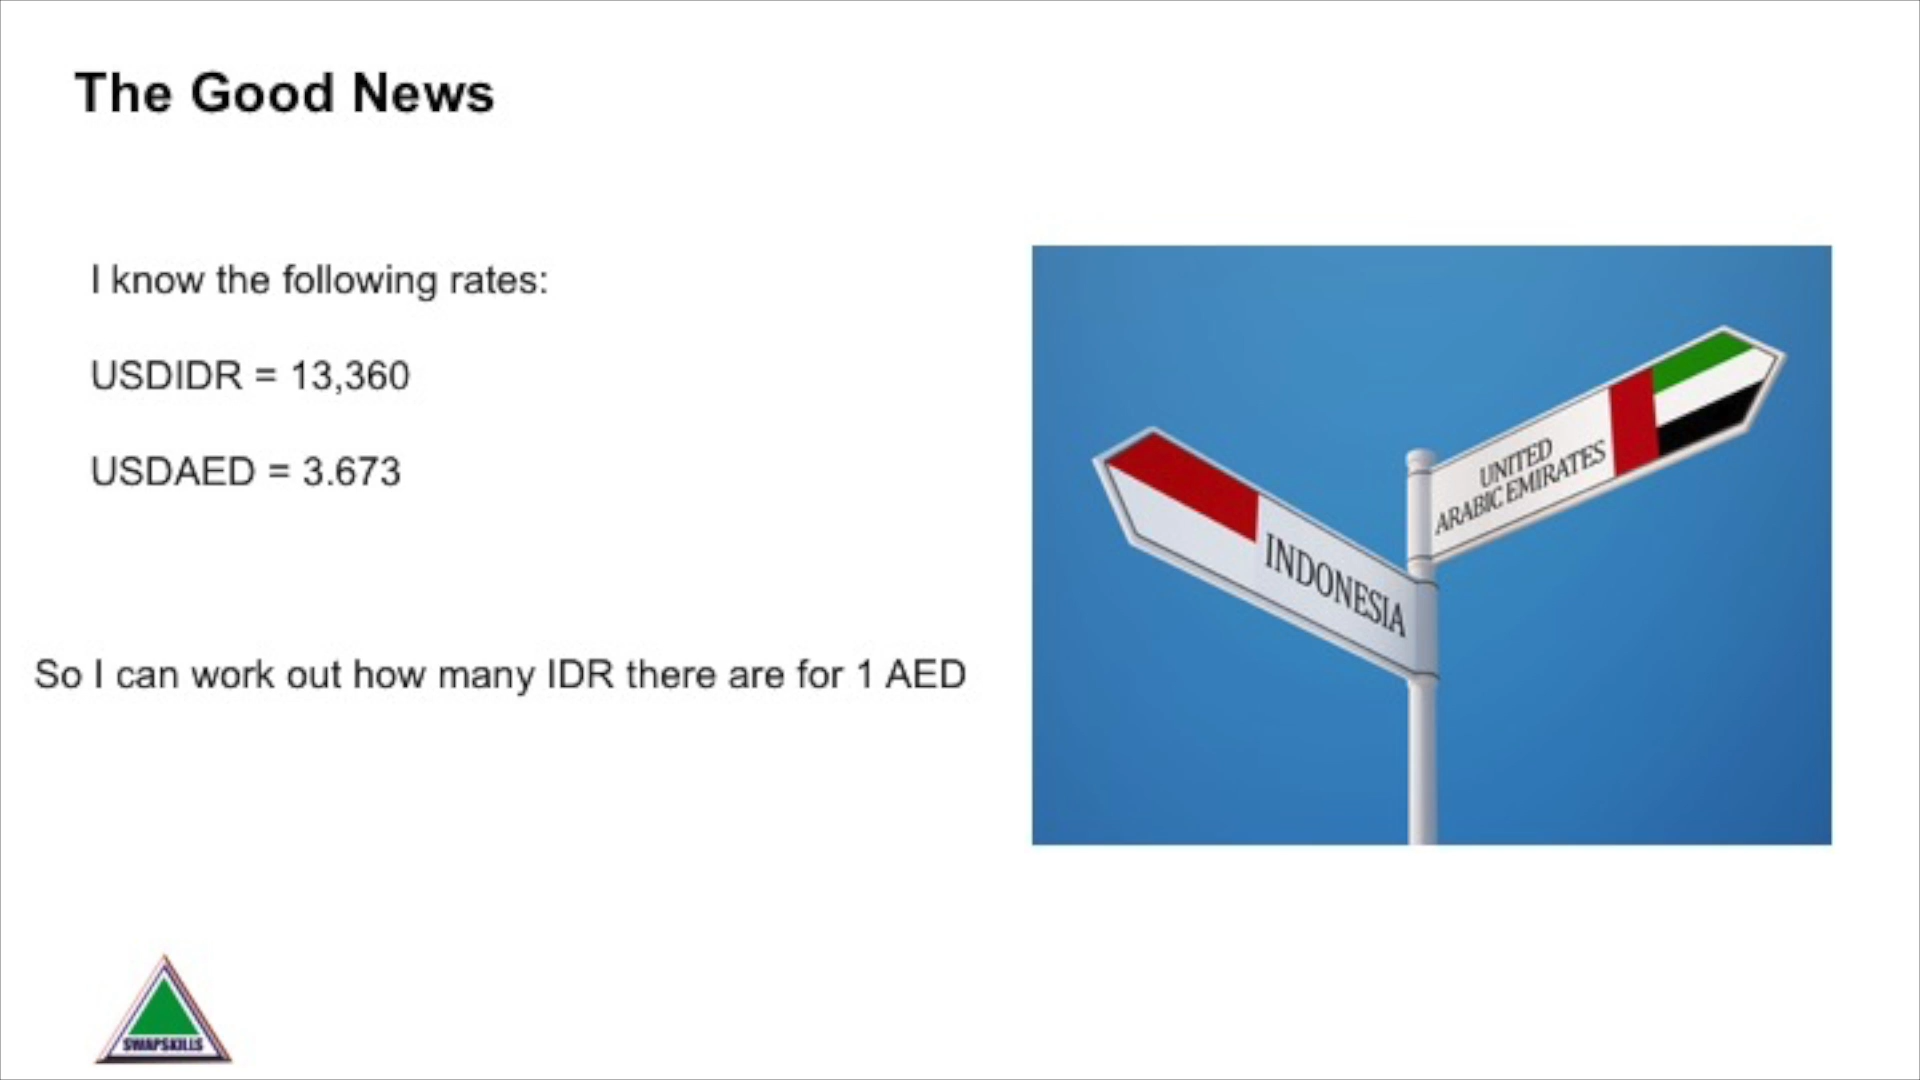 The Good News
I know the following rates:
USDIDR = 13,360
USDAED = 3.673
So I can work out how many IDR there are for 1 AED
UNITED
ARABIC EMIRATES
INDONESIA
SWAPSKILLS